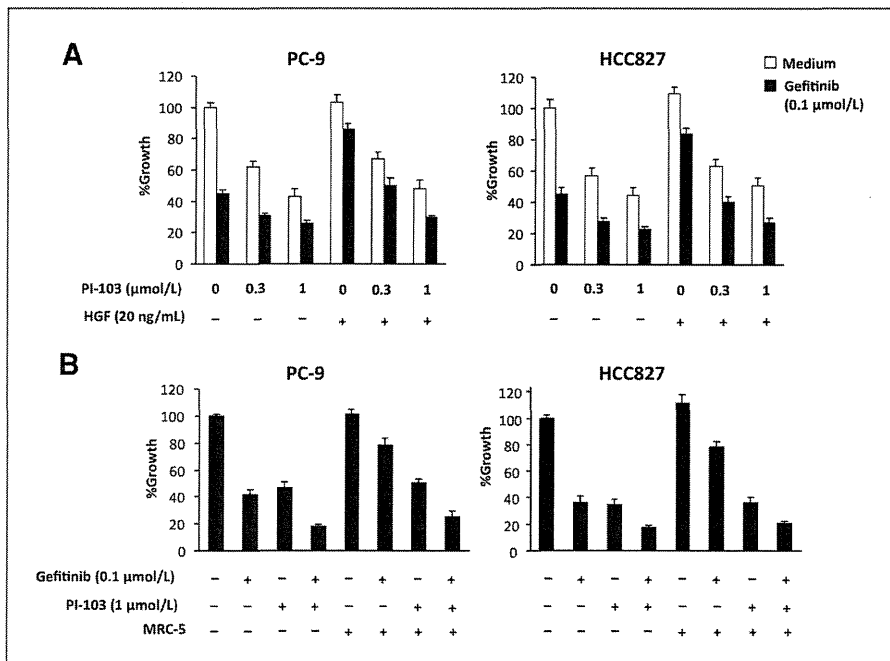 A
PC-9
HCC827
Medium
Gefitinib
(0.1 µmol/L)
%Growth
120
100
80
60
40
20
0
%Growth
120
100
80
60
40
20
0
PI-103 (µmol/L) 0 0.3 1 0 0.3 1 0 0.3 1 0 0.3 1
HGF (20 ng/mL) – – – + + + – – – + + +
B
PC-9
HCC827
%Growth
120
100
80
60
40
20
0
%Growth
120
100
80
60
40
20
0
Gefitinib (0.1 µmol/L) – + – + – + – + – + – + – + – +
PI-103 (1 µmol/L) – – + + – – + + – – + + – – + +
MRC-5 – – – – + + + + – – – – + + + +